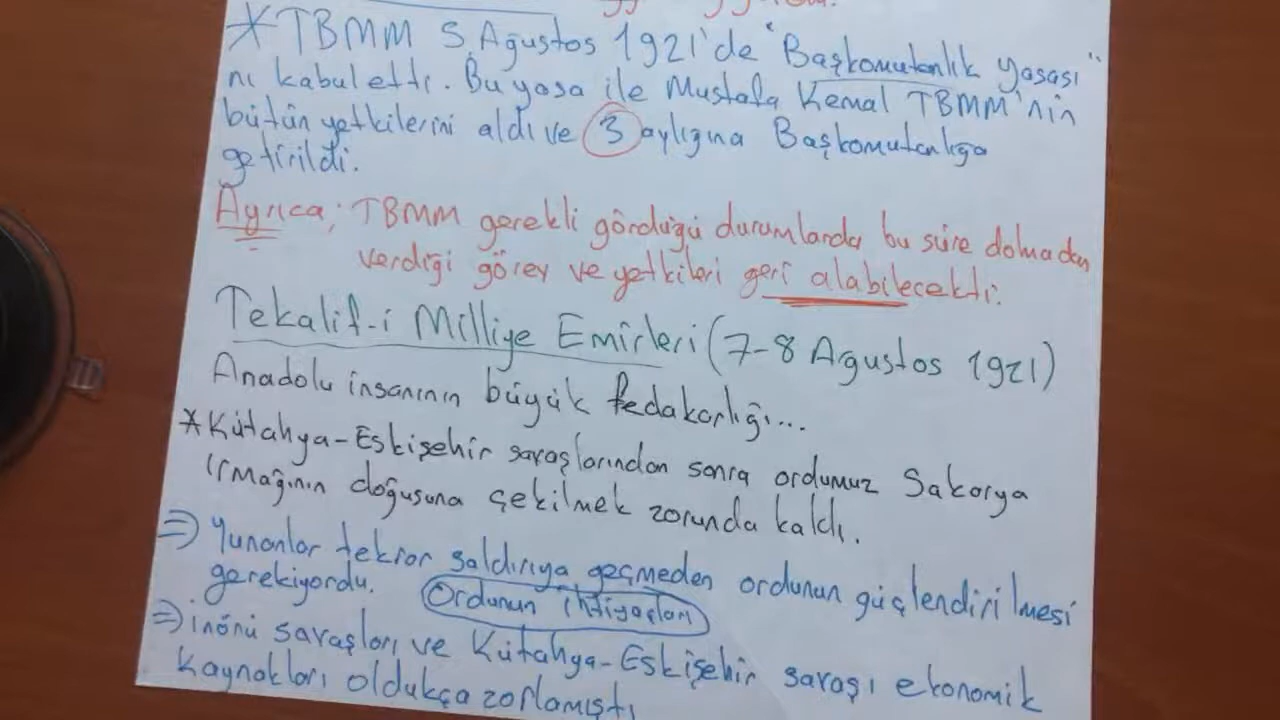 * TBMM 5 Ağustos 1921'de "Başkomutanlık yasası"
nı kabul etti. Bu yasa ile Mustafa Kemal TBMM'nin
bütün yetkilerini aldı ve 3 aylığına Başkomutanlığa
getirildi.
Ayrıca; TBMM gerekli gördüğü durumlarda bu süre dolmadan
verdiği görev ve yetkileri geri alabilecekti.
Tekalif-i Milliye Emirleri (7-8 Agustos 1921)
Anadolu insanının büyük fedakarlığı...
* Kütahya-Eskişehir savaşlarından sonra ordumuz Sakarya
ırmağının doğusuna çekilmek zorunda kaldı.
⇒ Yunanlar tekrar saldırıya geçmeden ordunun güçlendirilmesi
gerekiyordu. Ordunun ihtiyaçları
⇒ inönü savaşları ve Kütahya-Eskişehir savaşı ekonomik
kaynakları oldukça zorlamıştı